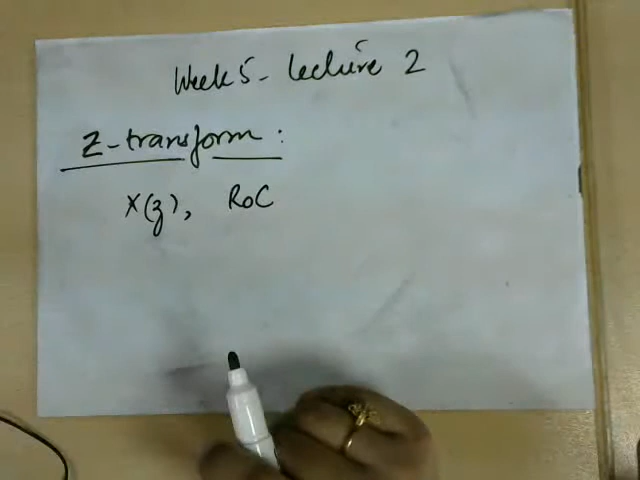 Week 5 - Lecture 2
Z-transform :
X(z), RoC